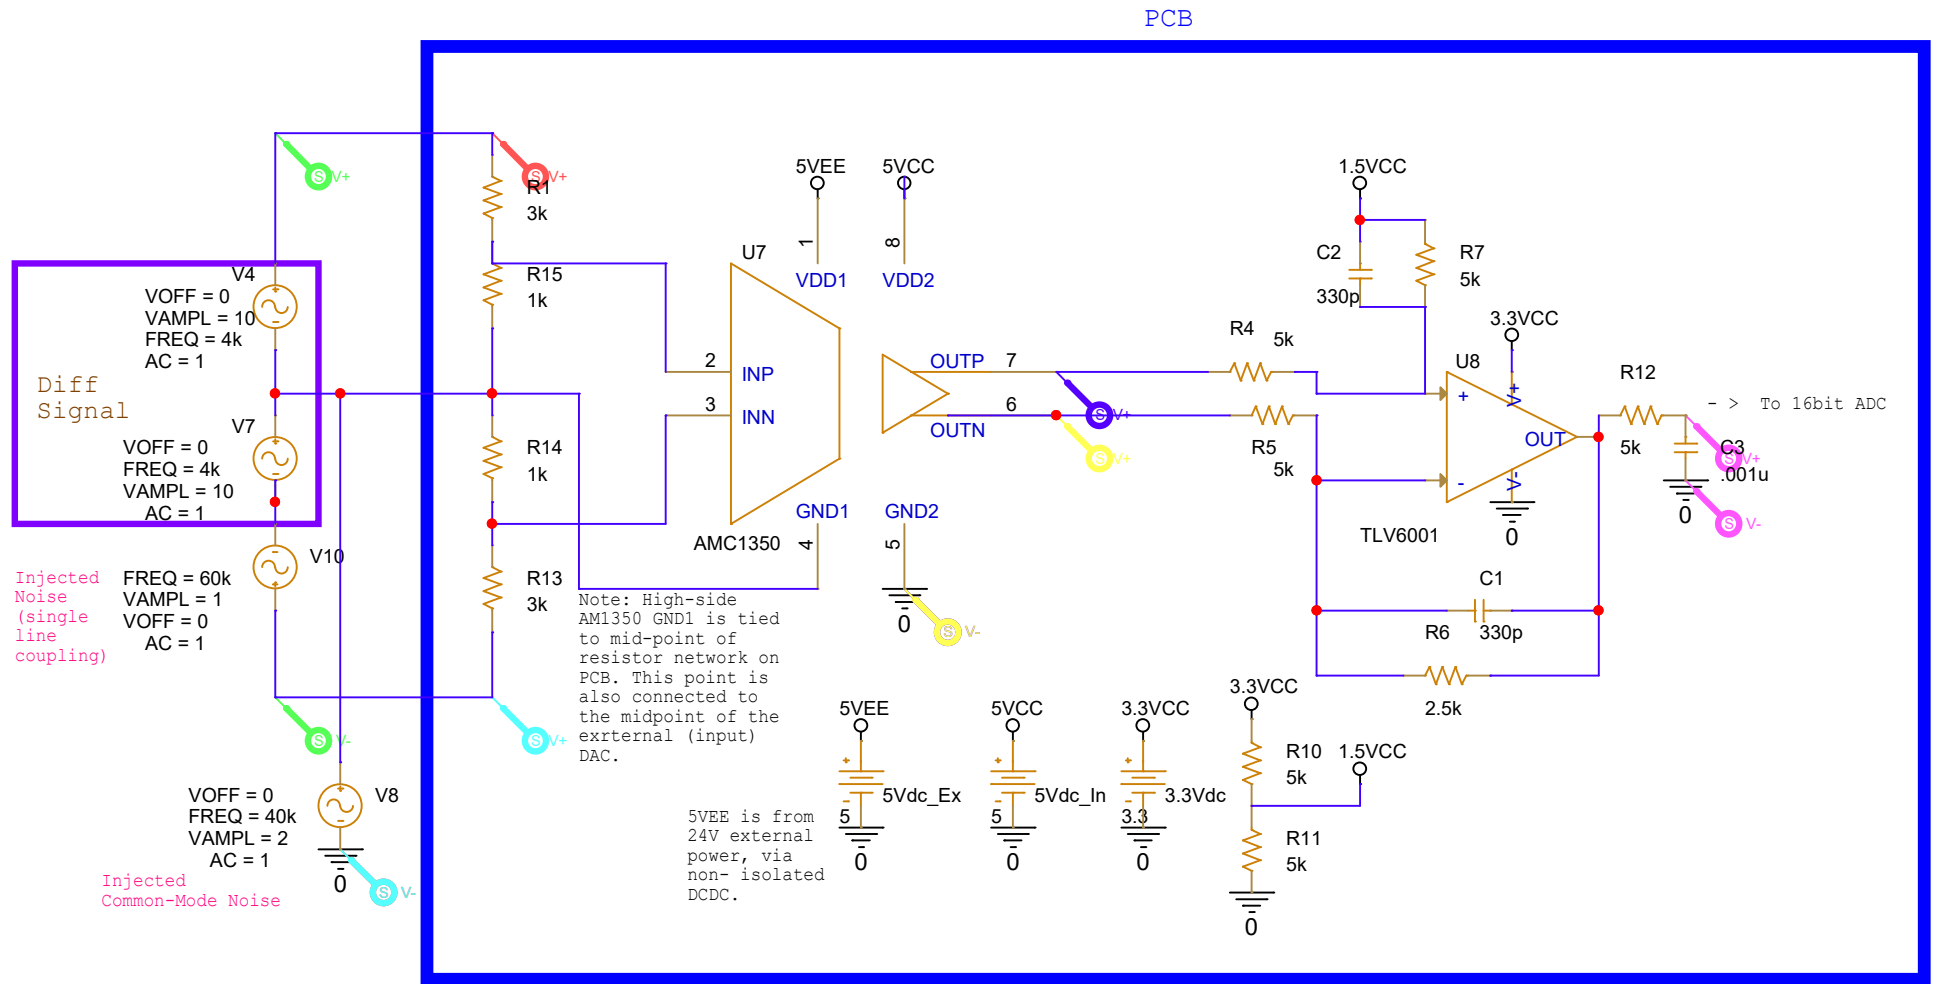 PCB
V+
V+
R1
3k
5VEE
5VCC
1.5VCC
1
8
U7
VDD1
VDD2
C2
330p
R7
5k
V4
VOFF = 0
VAMPL = 10
FREQ = 4k
AC = 1
R15
1k
3.3VCC
R4
5k
U8
V+
Diff
Signal
2
INP
3
INN
OUTP
7
6
OUTN
S
V+
S
V+
+
-
OUT
V-
R12
5k
- > To 16bit ADC
V7
VOFF = 0
FREQ = 4k
VAMPL = 10
AC = 1
R14
1k
R5
5k
C3
.001u
S
V+
0
S
V-
GND1
GND2
AMC1350
4
5
TLV6001
0
V10
Injected
Noise
(single
line
coupling)
FREQ = 60k
VAMPL = 1
VOFF = 0
AC = 1
R13
3k
Note: High-side
AM1350 GND1 is tied
to mid-point of
resistor network on
PCB. This point is
also connected to
the midpoint of the
exrternal (input)
DAC.
0
S
V-
C1
330p
R6
2.5k
S
V-
S
V+
5VEE
5VCC
3.3VCC
3.3VCC
1.5VCC
R10
5k
R11
5k
0
+
-
5Vdc_Ex
5
0
+
-
5Vdc_In
5
0
+
-
3.3Vdc
3.3
0
VOFF = 0
FREQ = 40k
VAMPL = 2
AC = 1
V8
0
S
V-
Injected
Common-Mode Noise
5VEE is from
24V external
power, via
non- isolated
DCDC.